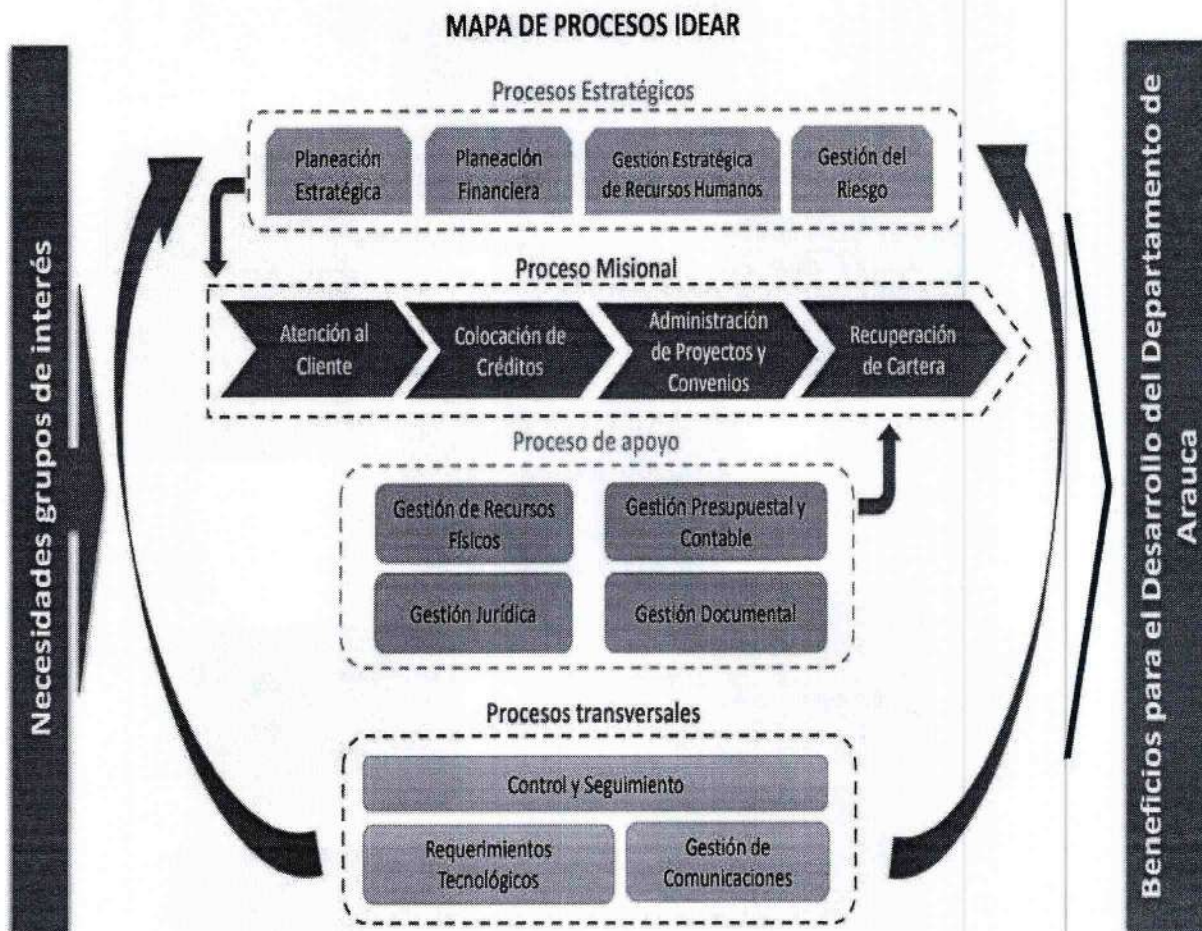 MAPA DE PROCESOS IDEAR
Necesidades grupos de interés
Procesos Estratégicos
Planeación
Estratégica
Planeación
Financiera
Gestión Estratégica
de Recursos Humanos
Gestión del
Riesgo
Proceso Misional
Atención al
Cliente
Colocación de
Créditos
Administración
de Proyectos y
Convenios
Recuperación
de Cartera
Proceso de apoyo
Gestión de Recursos
Físicos
Gestión Presupuestal y
Contable
Gestión Jurídica
Gestión Documental
Procesos transversales
Control y Seguimiento
Requerimientos
Tecnológicos
Gestión de
Comunicaciones
Beneficios para el Desarrollo del Departamento de
Arauca